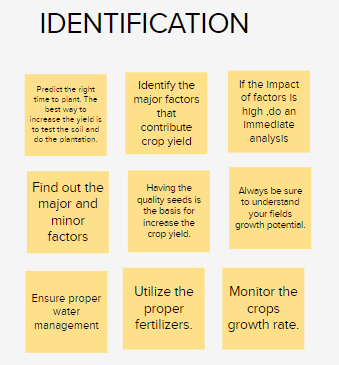 IDENTIFICATION
Predict the right
time to plant. The
best way to
increase the yield is
to test the soil and
do the plantation.
Identify the
major factors
that
contribute
crop yield
If the impact
of factors is
high ,do an
immediate
analysis
Find out the
major and
minor
factors
Having the
quality seeds is
the basis for
increase the
crop yield.
Always be sure
to understand
your fields
growth potential.
Ensure proper
water
management
Utilize the
proper
fertilizers.
Monitor the
crops
growth rate.